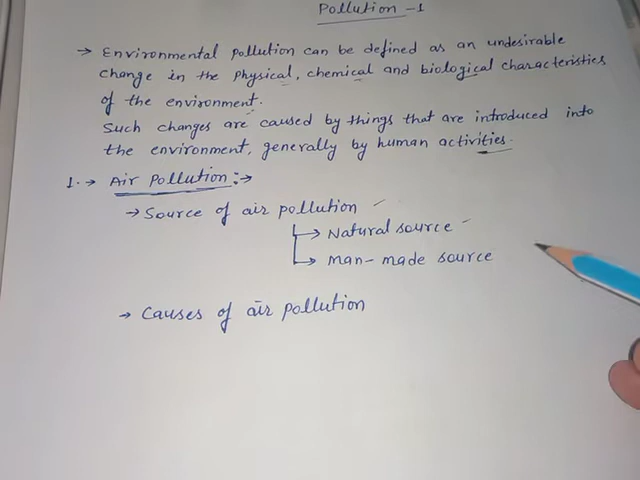 Pollution - 1
→ Environmental pollution can be defined as an undesirable
change in the physical, chemical and biological characteristics
of the environment.
Such changes are caused by things that are introduced into
the environment, generally by human activities.
1. → Air Pollution :→
→ Source of air pollution
→ Natural source
→ Man-made source
→ Causes of air pollution